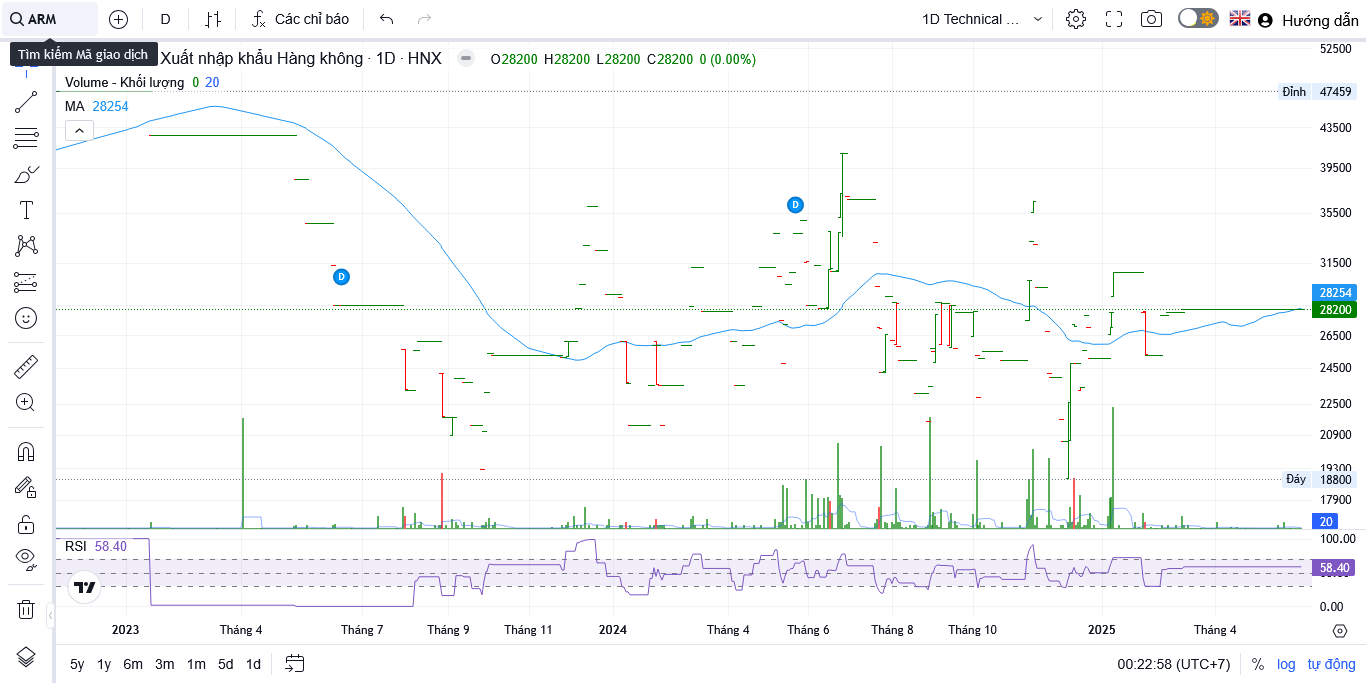 ARM
D
Các chỉ báo
1D Technical ...
Hướng dẫn
Tìm kiếm Mã giao dịch
Xuất nhập khẩu Hàng không · 1D · HNX
O28200 H28200 L28200 C28200 0 (0.00%)
Volume - Khối lượng 0 20
MA 28254
52500
Đỉnh 47459
43500
39500
35500
31500
28254
28200
26500
24500
22500
20900
19300
Đáy 18800
17900
20
D
D
RSI 58.40
100.00
58.40
0.00
2023 Tháng 4 Tháng 7 Tháng 9 Tháng 11 2024 Tháng 4 Tháng 6 Tháng 8 Tháng 10 2025 Tháng 4
5y 1y 6m 3m 1m 5d 1d
00:22:58 (UTC+7) % log tự động